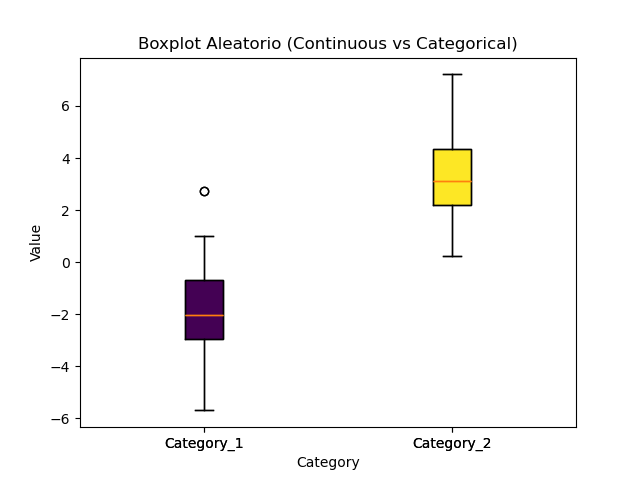 Boxplot Aleatorio (Continuous vs Categorical)
6
4
2
0
−2
−4
−6
Value
Category_1
Category_2
Category